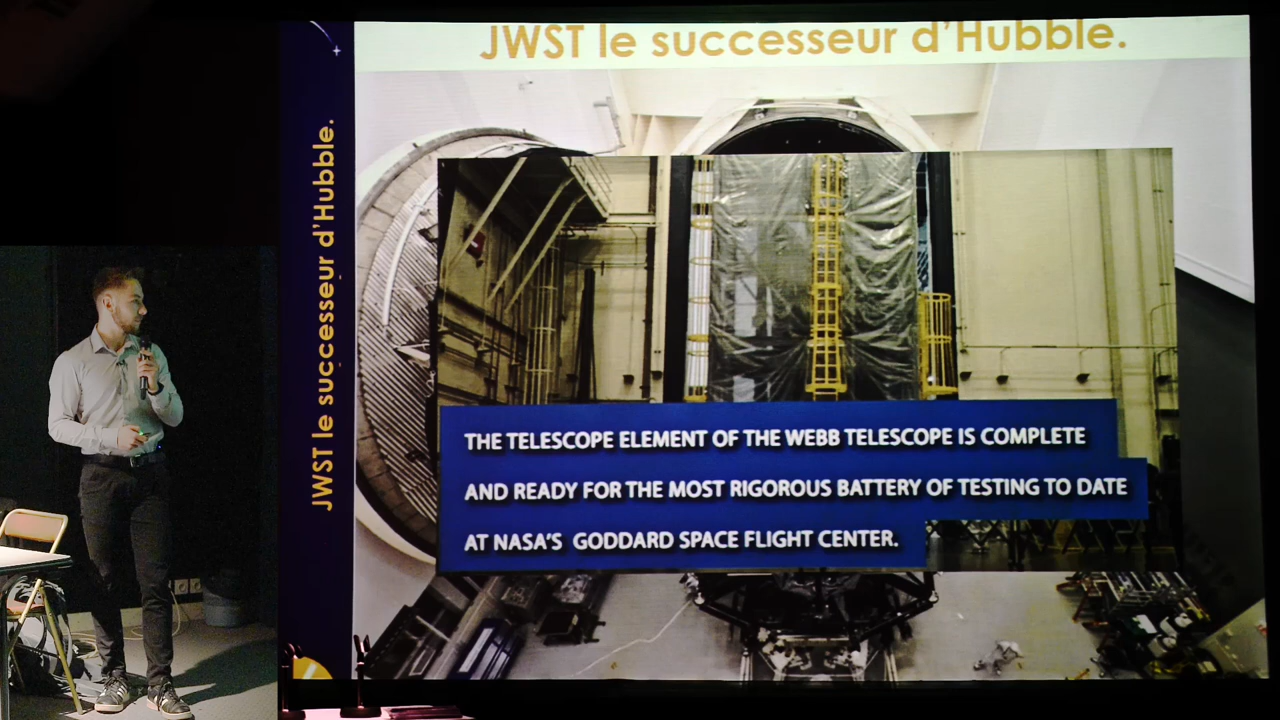 JWST le successeur d'Hubble.
JWST le successeur d'Hubble.
THE TELESCOPE ELEMENT OF THE WEBB TELESCOPE IS COMPLETE
AND READY FOR THE MOST RIGOROUS BATTERY OF TESTING TO DATE
AT NASA'S GODDARD SPACE FLIGHT CENTER.